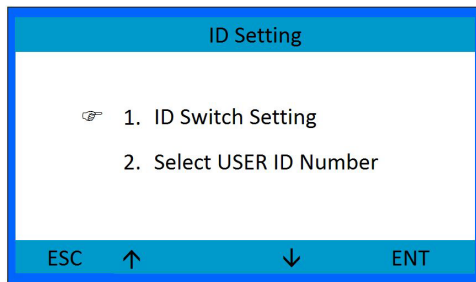 ID Setting
☞ 1. ID Switch Setting
2. Select USER ID Number
ESC ↑ ↓ ENT